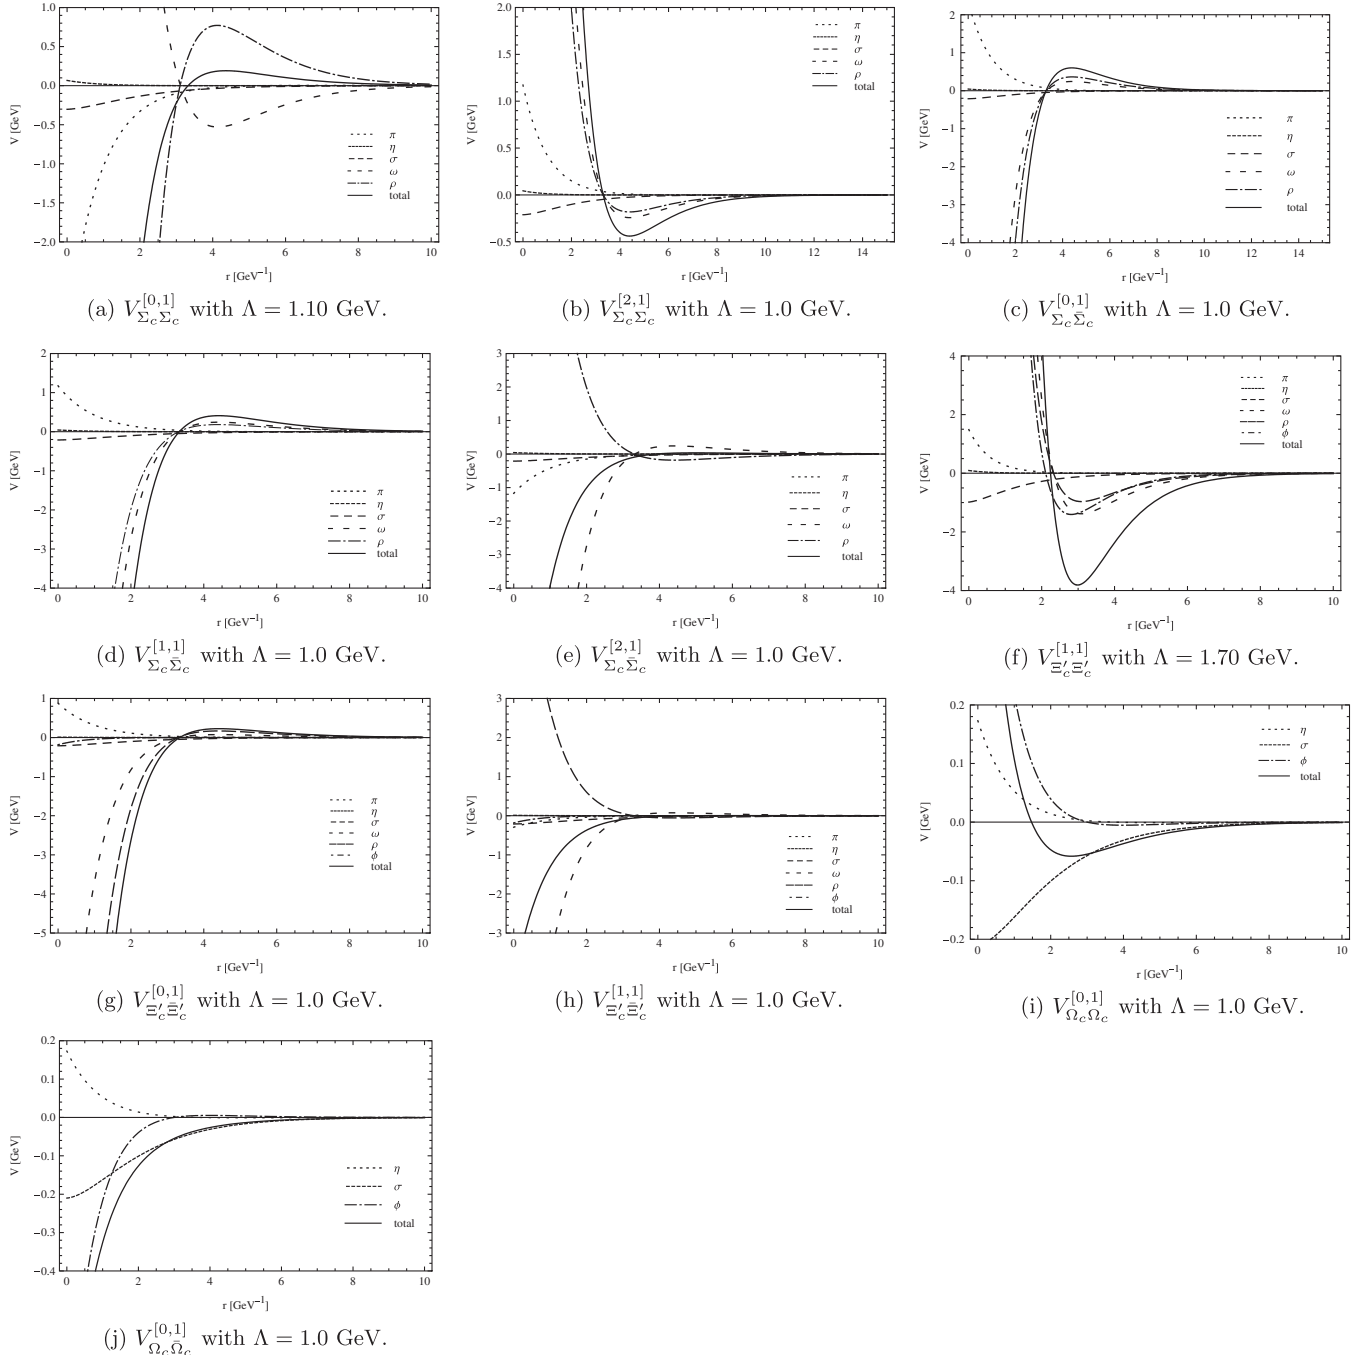 1.0
0.5
0.0
−0.5
−1.0
−1.5
−2.0
V [GeV]
0 2 4 6 8 10
r [GeV⁻¹]
π
η
σ
ω
ρ
total
(a) V^{[0,1]}_{Σ_cΣ_c} with Λ = 1.10 GeV.
2.0
1.5
1.0
0.5
0.0
−0.5
V [GeV]
0 2 4 6 8 10 12 14
r [GeV⁻¹]
π
η
σ
ω
ρ
total
(b) V^{[2,1]}_{Σ_cΣ_c} with Λ = 1.0 GeV.
2
1
0
−1
−2
−3
−4
V [GeV]
0 2 4 6 8 10 12 14
r [GeV⁻¹]
π
η
σ
ω
ρ
total
(c) V^{[0,1]}_{Σ_cΣ̄_c} with Λ = 1.0 GeV.
2
1
0
−1
−2
−3
−4
V [GeV]
0 2 4 6 8 10
r [GeV⁻¹]
π
η
σ
ω
ρ
total
(d) V^{[1,1]}_{Σ_cΣ̄_c} with Λ = 1.0 GeV.
3
2
1
0
−1
−2
−3
−4
V [GeV]
0 2 4 6 8 10
r [GeV⁻¹]
π
η
σ
ω
ρ
total
(e) V^{[2,1]}_{Σ_cΣ̄_c} with Λ = 1.0 GeV.
4
2
0
−2
−4
V [GeV]
0 2 4 6 8 10
r [GeV⁻¹]
π
η
σ
ω
ρ
ϕ
total
(f) V^{[1,1]}_{Ξ′_cΞ′_c} with Λ = 1.70 GeV.
1
0
−1
−2
−3
−4
−5
V [GeV]
0 2 4 6 8 10
r [GeV⁻¹]
π
η
σ
ω
ρ
ϕ
total
(g) V^{[0,1]}_{Ξ′_cΞ̄′_c} with Λ = 1.0 GeV.
3
2
1
0
−1
−2
−3
V [GeV]
0 2 4 6 8 10
r [GeV⁻¹]
π
η
σ
ω
ρ
ϕ
total
(h) V^{[1,1]}_{Ξ′_cΞ̄′_c} with Λ = 1.0 GeV.
0.2
0.1
0.0
−0.1
−0.2
V [GeV]
0 2 4 6 8 10
r [GeV⁻¹]
η
σ
ϕ
total
(i) V^{[0,1]}_{Ω_cΩ_c} with Λ = 1.0 GeV.
0.2
0.1
0.0
−0.1
−0.2
−0.3
−0.4
V [GeV]
0 2 4 6 8 10
r [GeV⁻¹]
η
σ
ϕ
total
(j) V^{[0,1]}_{Ω_cΩ̄_c} with Λ = 1.0 GeV.